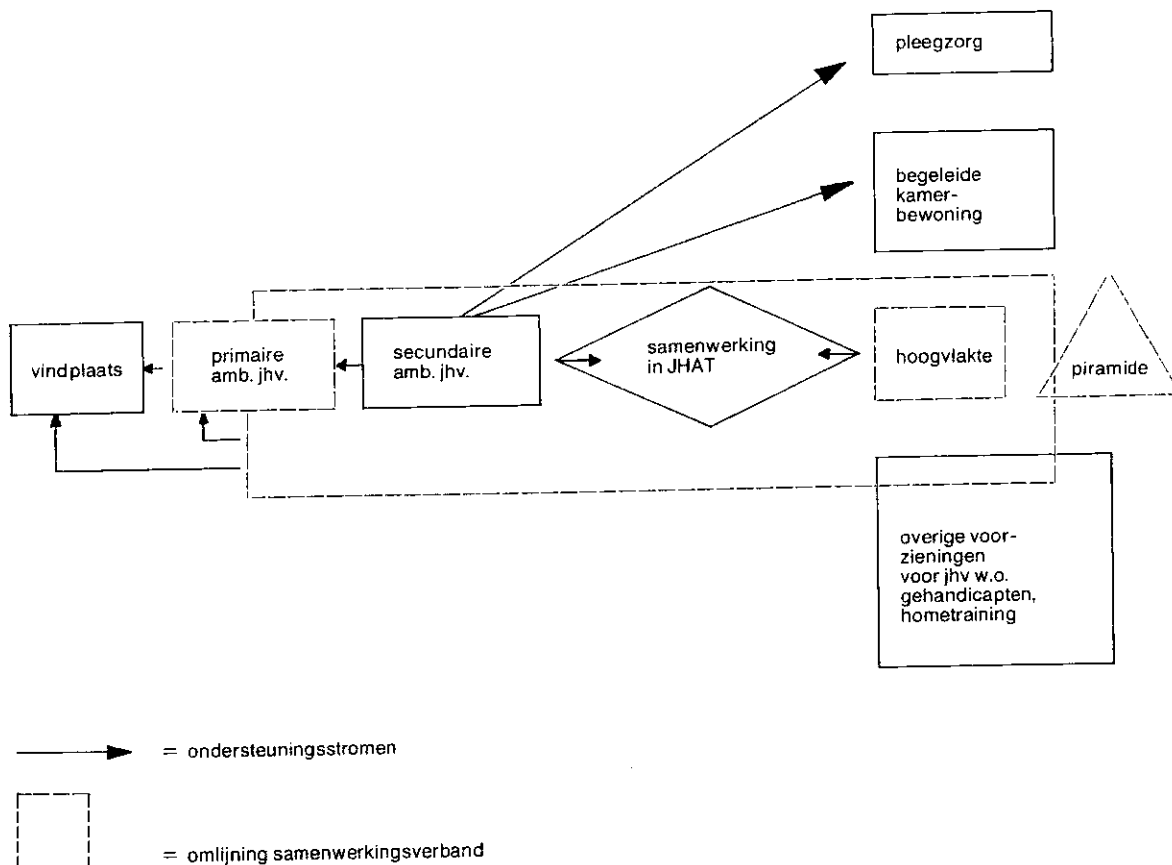 pleegzorg
begeleide
kamer-
bewoning
vindplaats
primaire
amb. jhv.
secundaire
amb. jhv.
samenwerking
in JHAT
hoogvlakte
piramide
overige voor-
zieningen
voor jhv w.o.
gehandicapten,
hometraining
= ondersteuningsstromen
= omlijning samenwerkingsverband